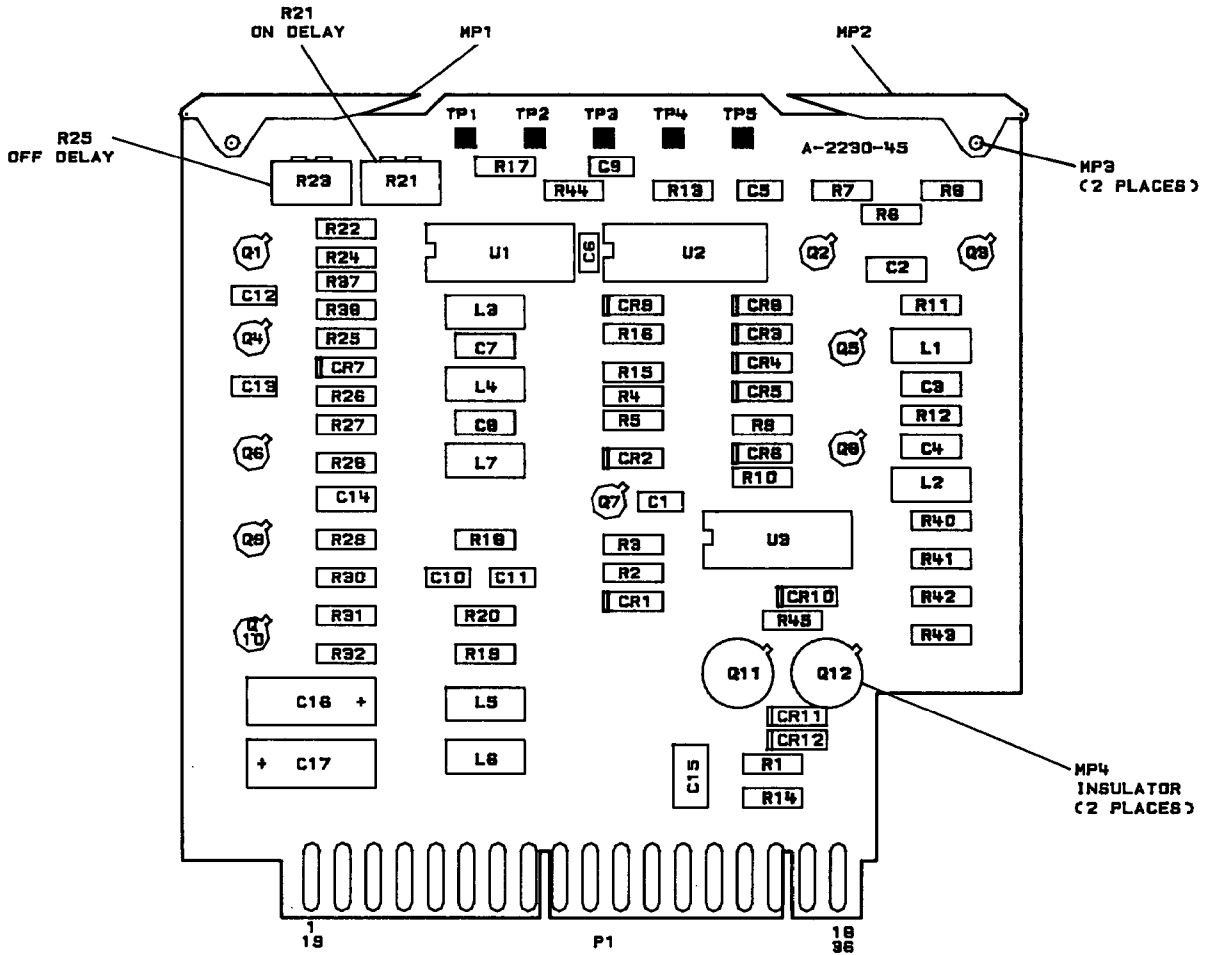 R21
ON DELAY
MP1
MP2
TP1 TP2 TP3 TP4 TP5
R25
OFF DELAY
A-2230-45
MP3
(2 PLACES)
R23 R21 R17 C9
R44 R13 C5 R7 R8
R6
R22
Q1 U1 C6 U2 Q2 Q3
R24
C2
R37
C12
R38 L3 CR9 CR8 R11
Q4 R25 C7 R16 CR3 Q5 L1
CR7 CR4
C13 L4 R15 C3
R26 R4 CR5
R27 C8 R5 R9 R12
Q6 R28 L7 CR2 CR6 Q8 C4
R10 L2
C14 Q7 C1
R40
Q9 R29 R18 R3 U3
R41
R30 C10 C11 R2
CR1 CR10 R42
R31 R20 R45
Q
10
R43
R32 R19
Q11 Q12
C16 + L5
CR11
CR12
+ C17 L6 C15 R1
R14
MP4
INSULATOR
(2 PLACES)
1
19
P1
18
36